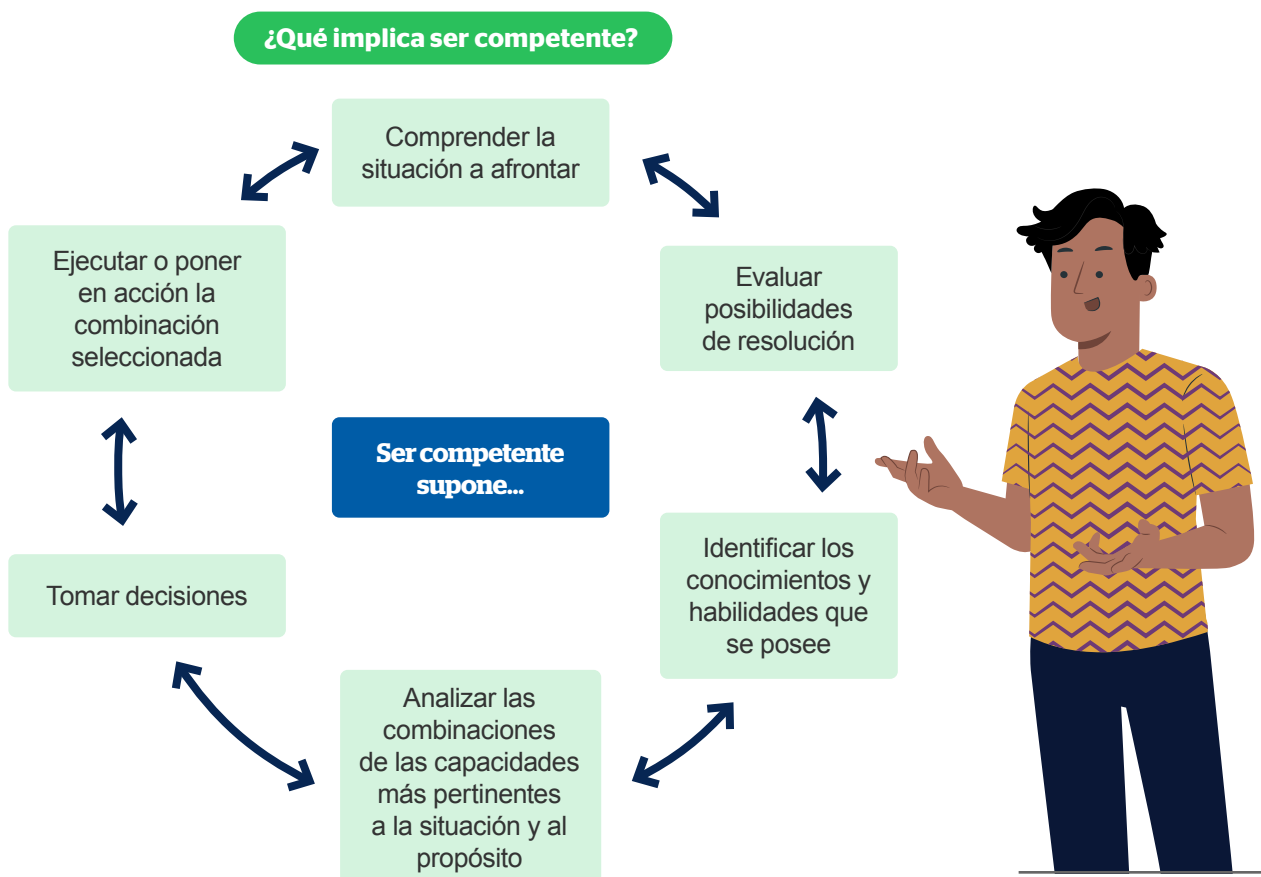 ¿Qué implica ser competente?
Comprender la
situación a afrontar
Evaluar
posibilidades
de resolución
Identificar los
conocimientos y
habilidades que
se posee
Analizar las
combinaciones
de las capacidades
más pertinentes
a la situación y al
propósito
Tomar decisiones
Ejecutar o poner
en acción la
combinación
seleccionada
Ser competente
supone...